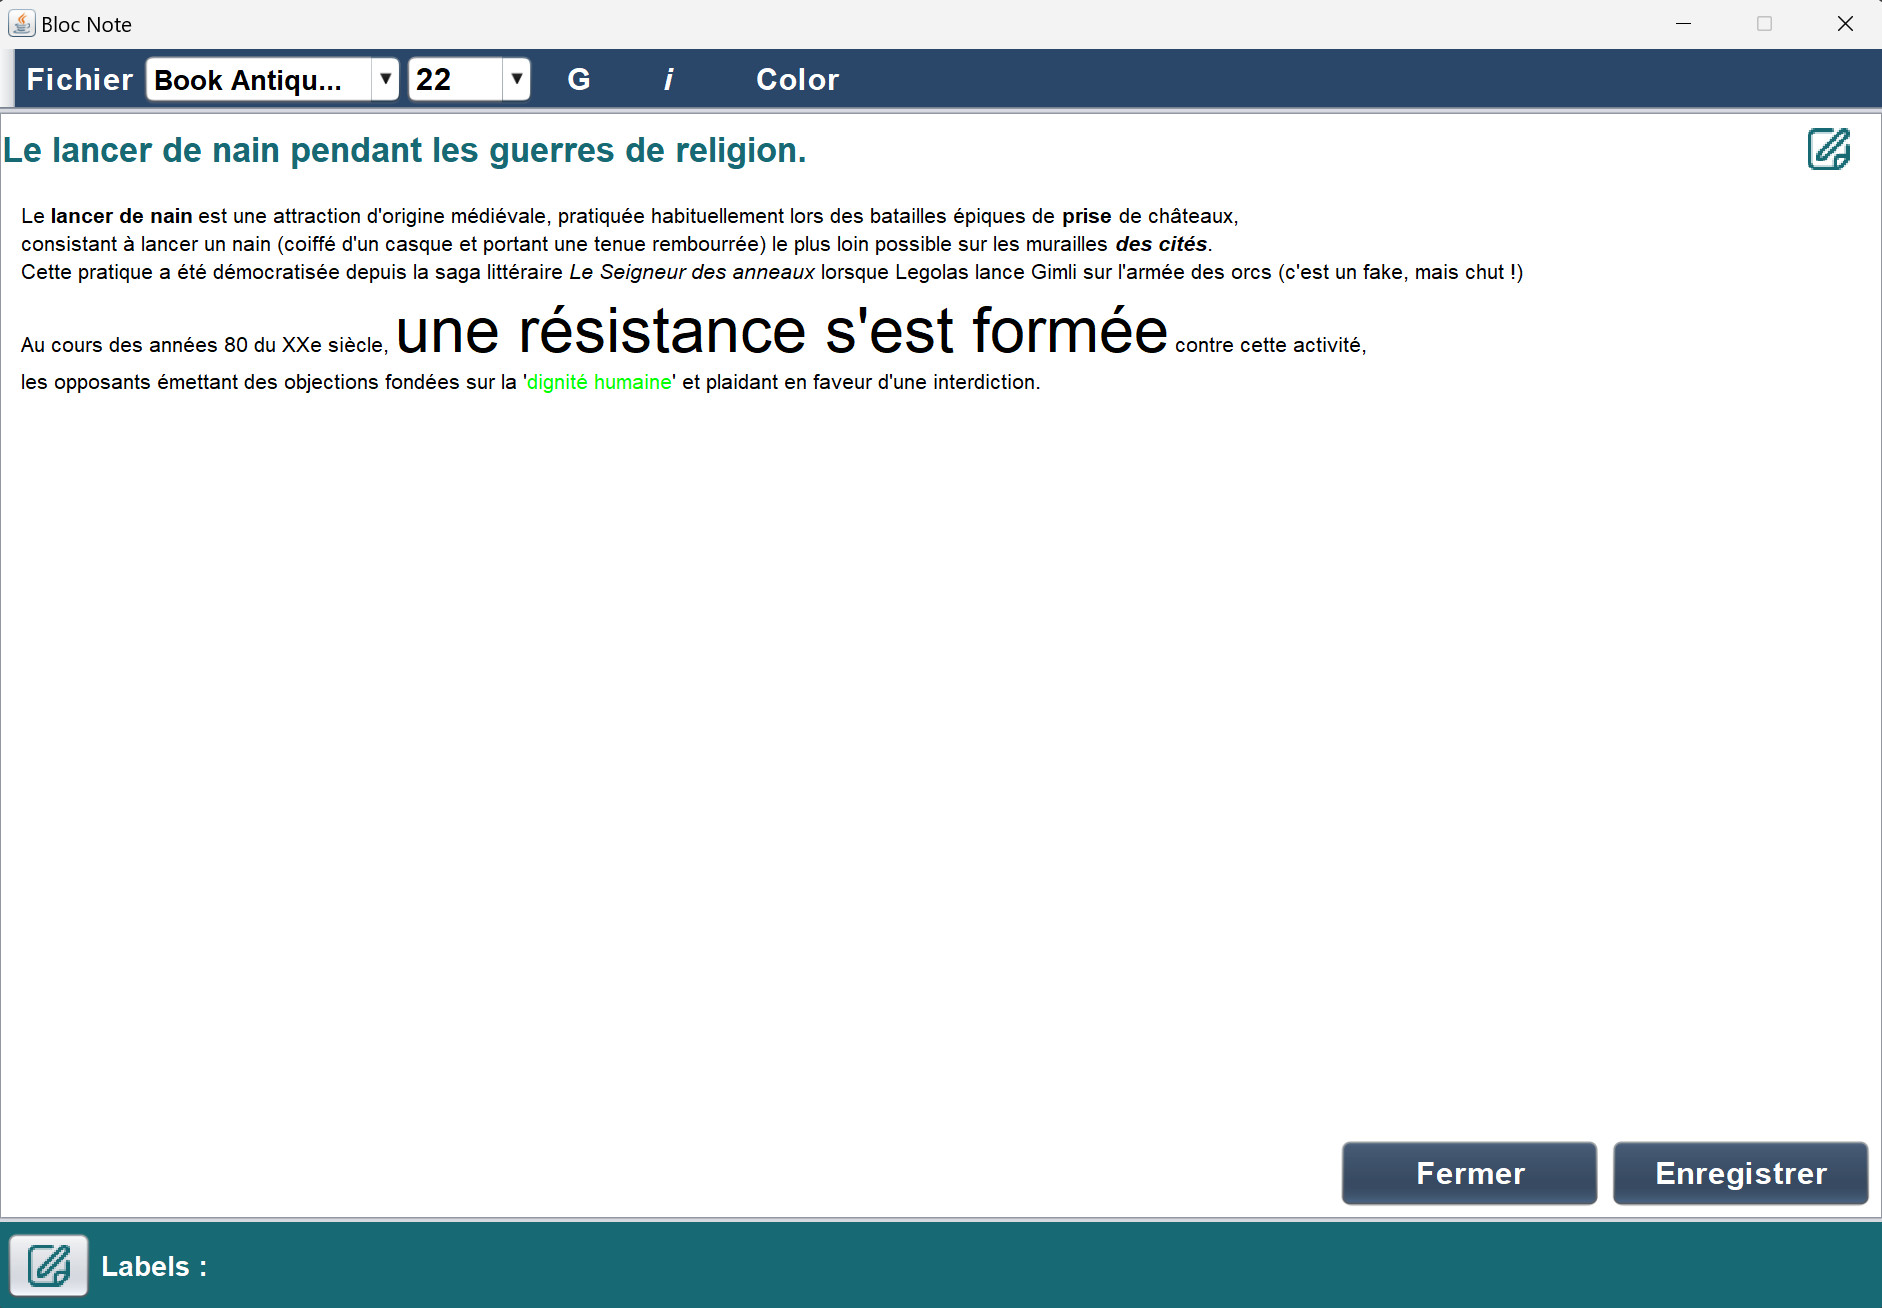 Bloc Note
Fichier Book Antiqu... 22 G i Color
Le lancer de nain pendant les guerres de religion.
Le lancer de nain est une attraction d'origine médiévale, pratiquée habituellement lors des batailles épiques de prise de châteaux,
consistant à lancer un nain (coiffé d'un casque et portant une tenue rembourrée) le plus loin possible sur les murailles des cités.
Cette pratique a été démocratisée depuis la saga littéraire Le Seigneur des anneaux lorsque Legolas lance Gimli sur l'armée des orcs (c'est un fake, mais chut !)
Au cours des années 80 du XXe siècle, une résistance s'est formée contre cette activité,
les opposants émettant des objections fondées sur la 'dignité humaine' et plaidant en faveur d'une interdiction.
Fermer Enregistrer
Labels :